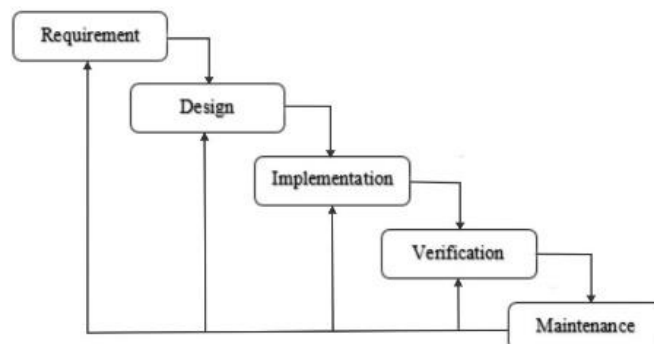 Requirement
Design
Implementation
Verification
Maintenance